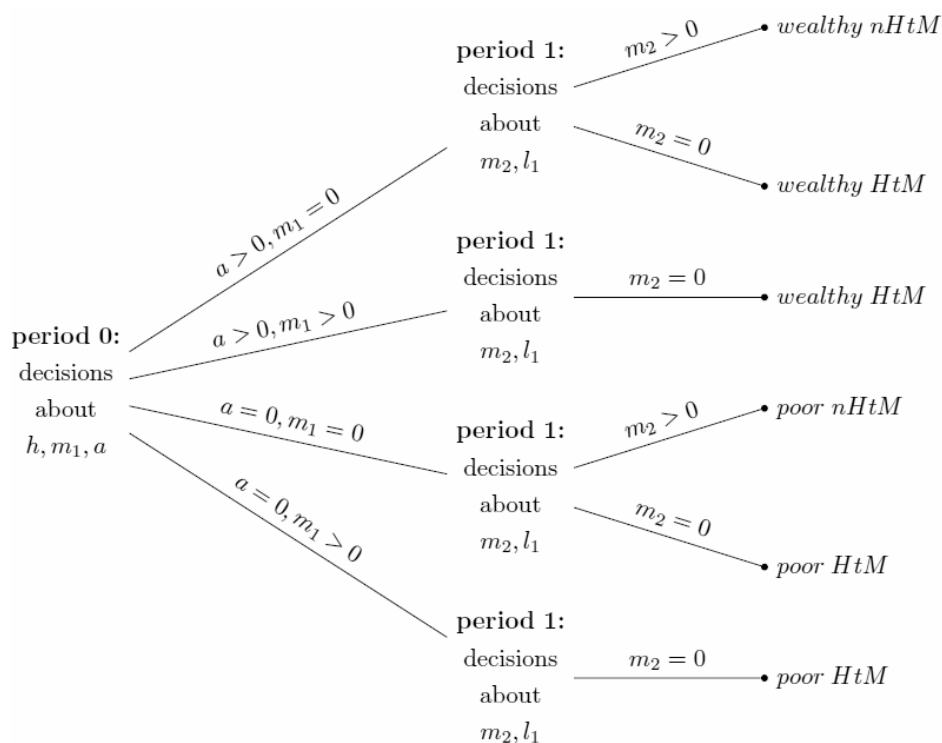 period 0:
decisions
about
h, m₁, a
a > 0, m₁ = 0
a > 0, m₁ > 0
a = 0, m₁ = 0
a = 0, m₁ > 0
period 1:
decisions
about
m₂, l₁
m₂ > 0
wealthy nHtM
m₂ = 0
wealthy HtM
period 1:
decisions
about
m₂, l₁
m₂ = 0
wealthy HtM
period 1:
decisions
about
m₂, l₁
m₂ > 0
poor nHtM
m₂ = 0
poor HtM
period 1:
decisions
about
m₂, l₁
m₂ = 0
poor HtM